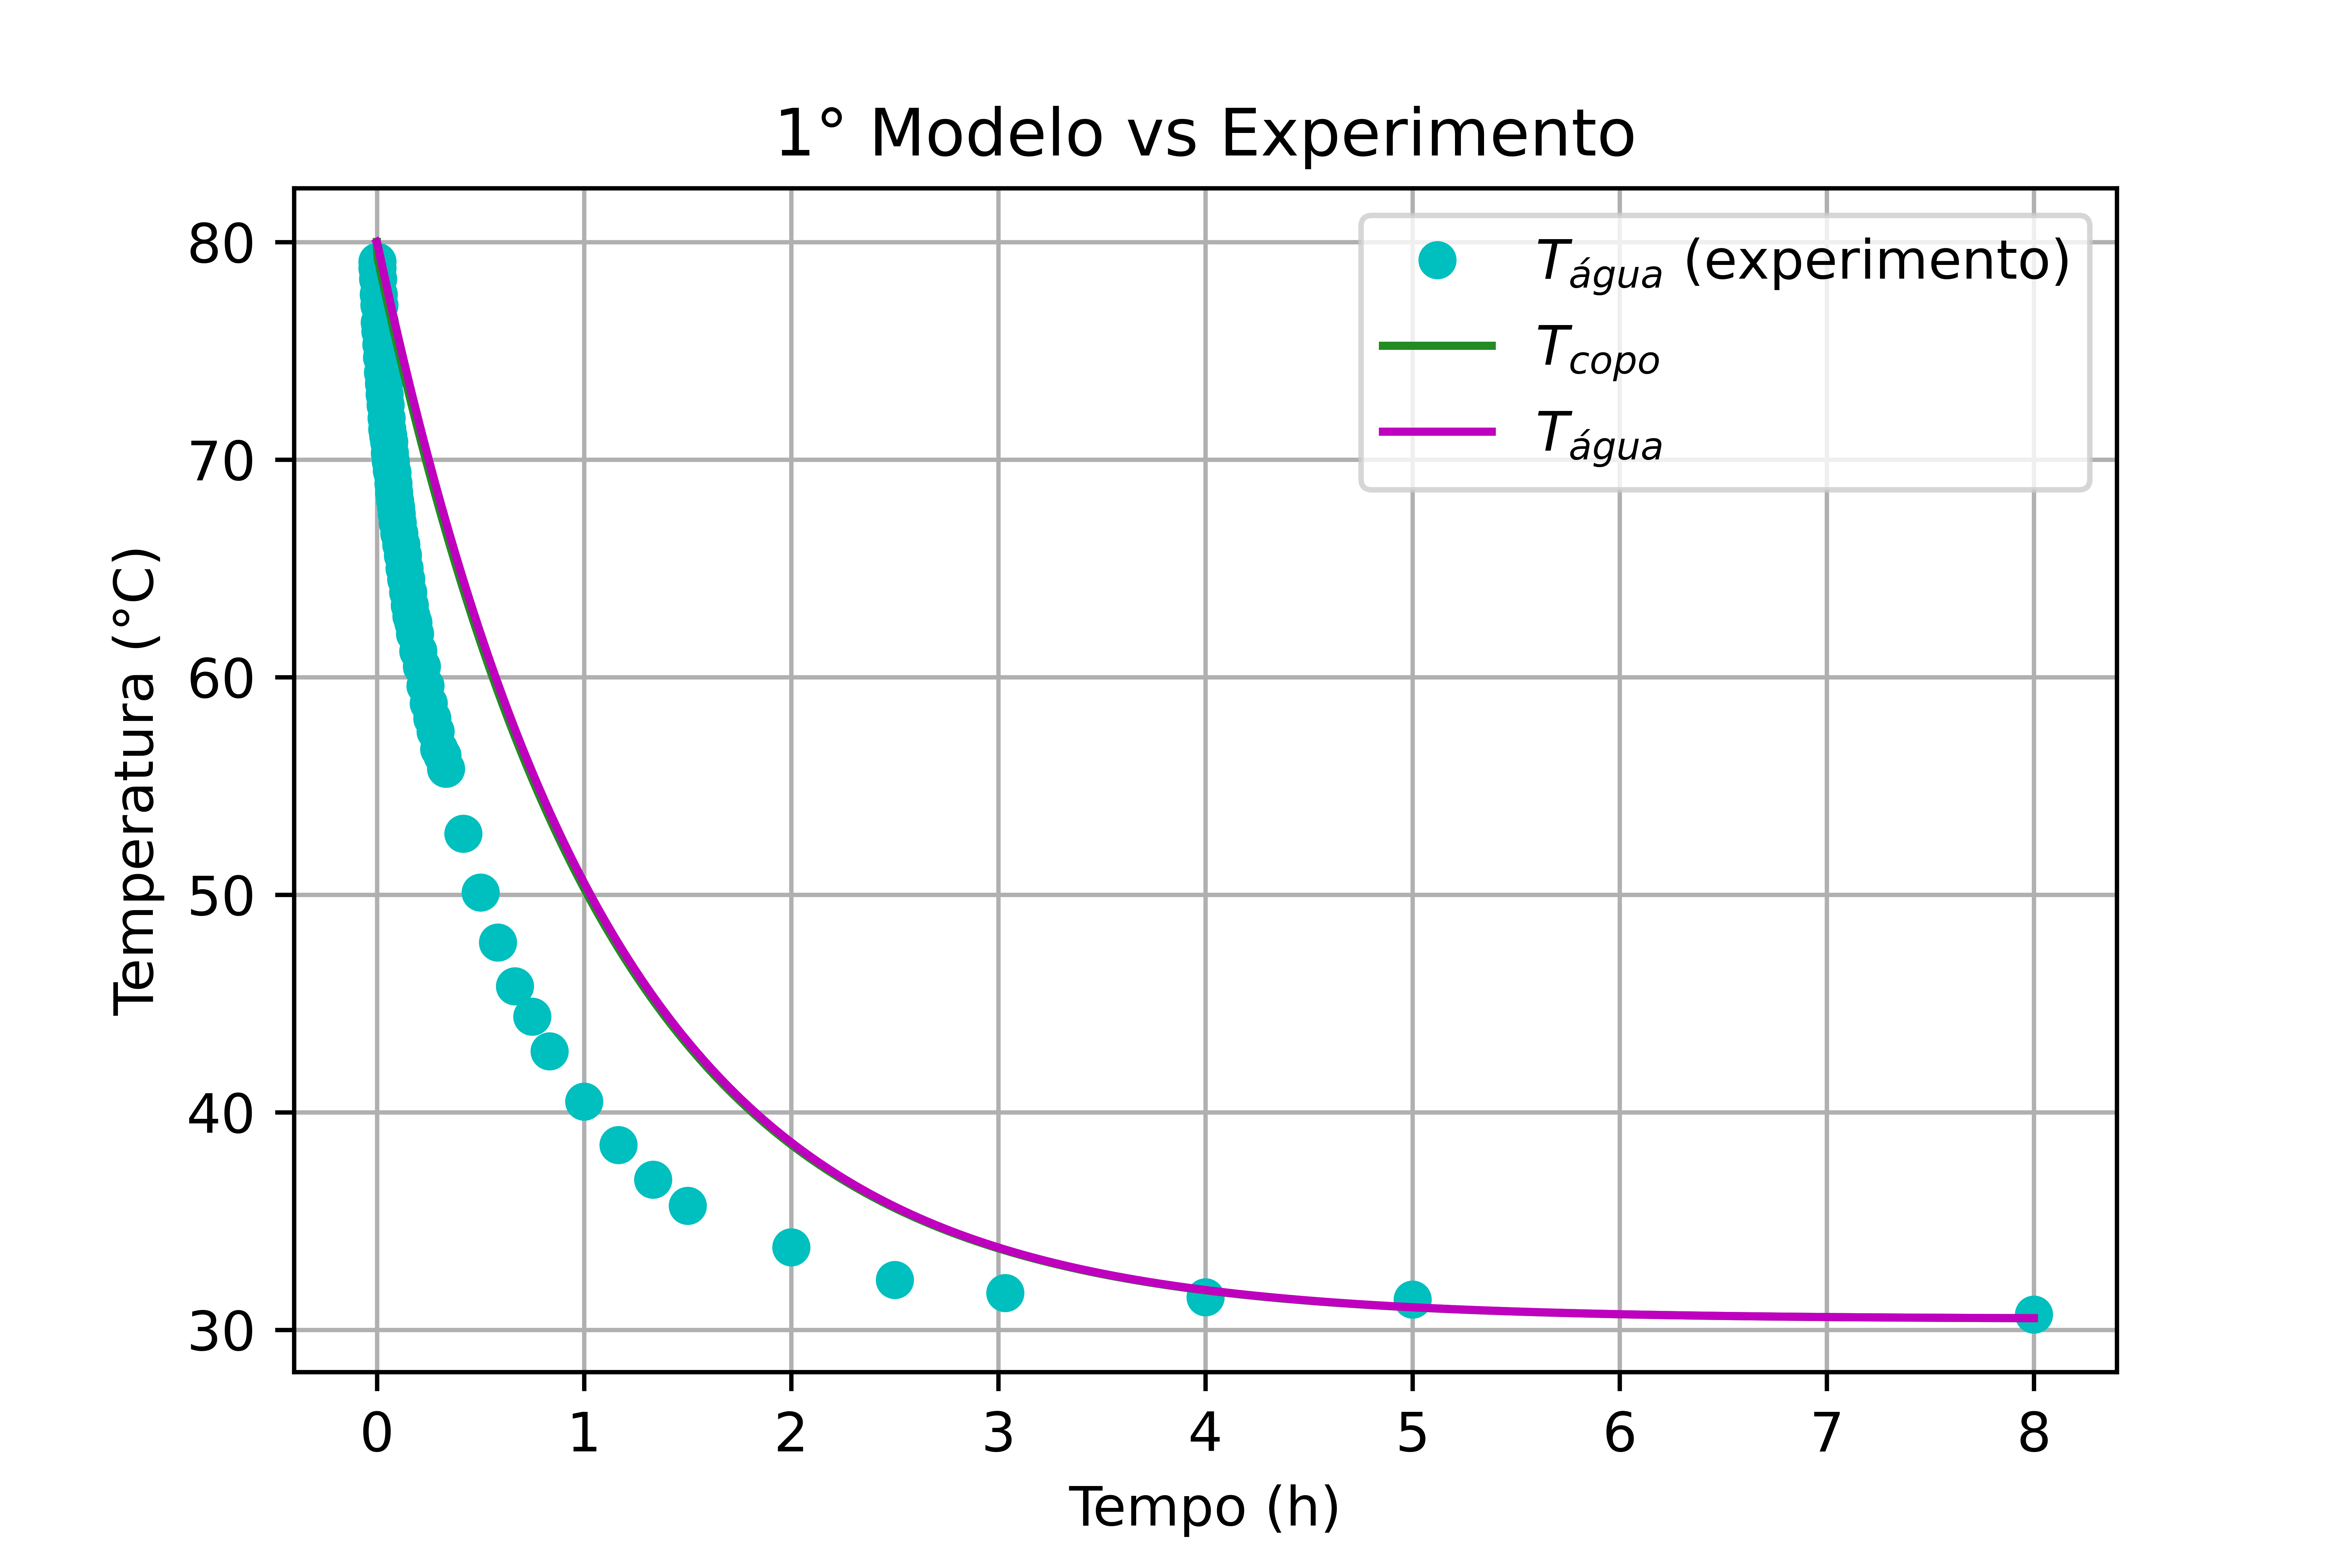 1° Modelo vs Experimento
80
70
60
50
40
30
Temperatura (°C)
T_água (experimento)
T_copo
T_água
0 1 2 3 4 5 6 7 8
Tempo (h)